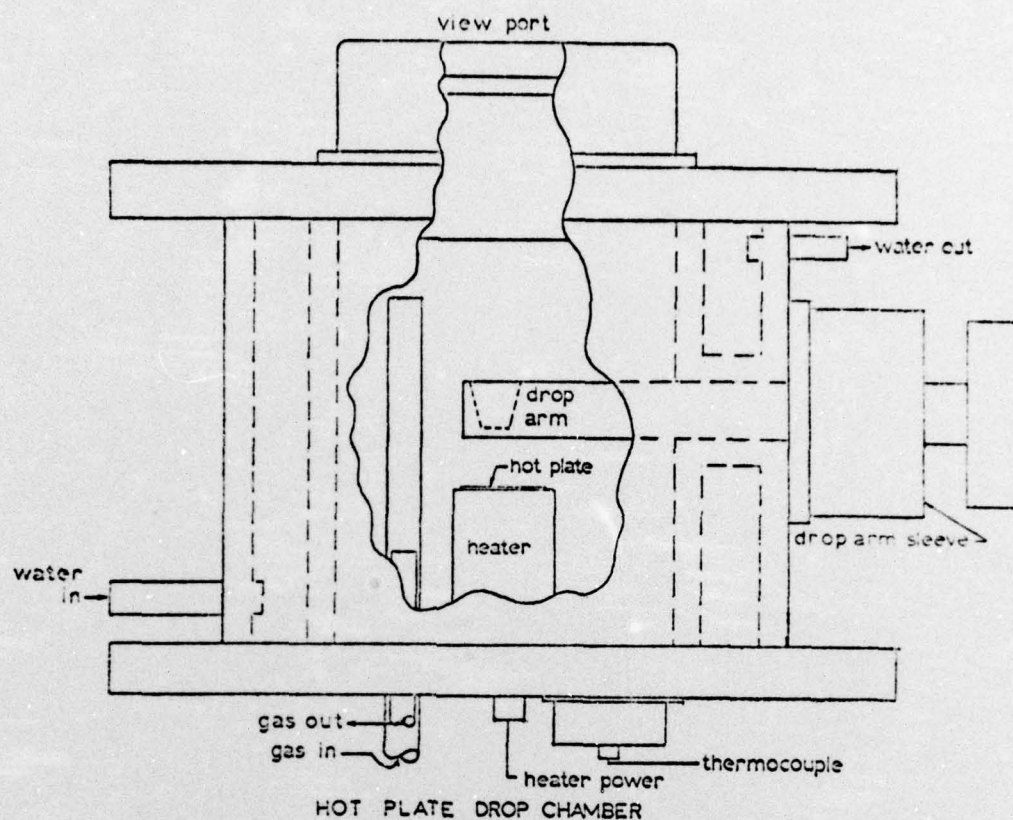 view port
water out
drop
arm
hot plate
heater
drop arm sleeve
water
in
gas out
gas in
thermocouple
heater power
HOT PLATE DROP CHAMBER